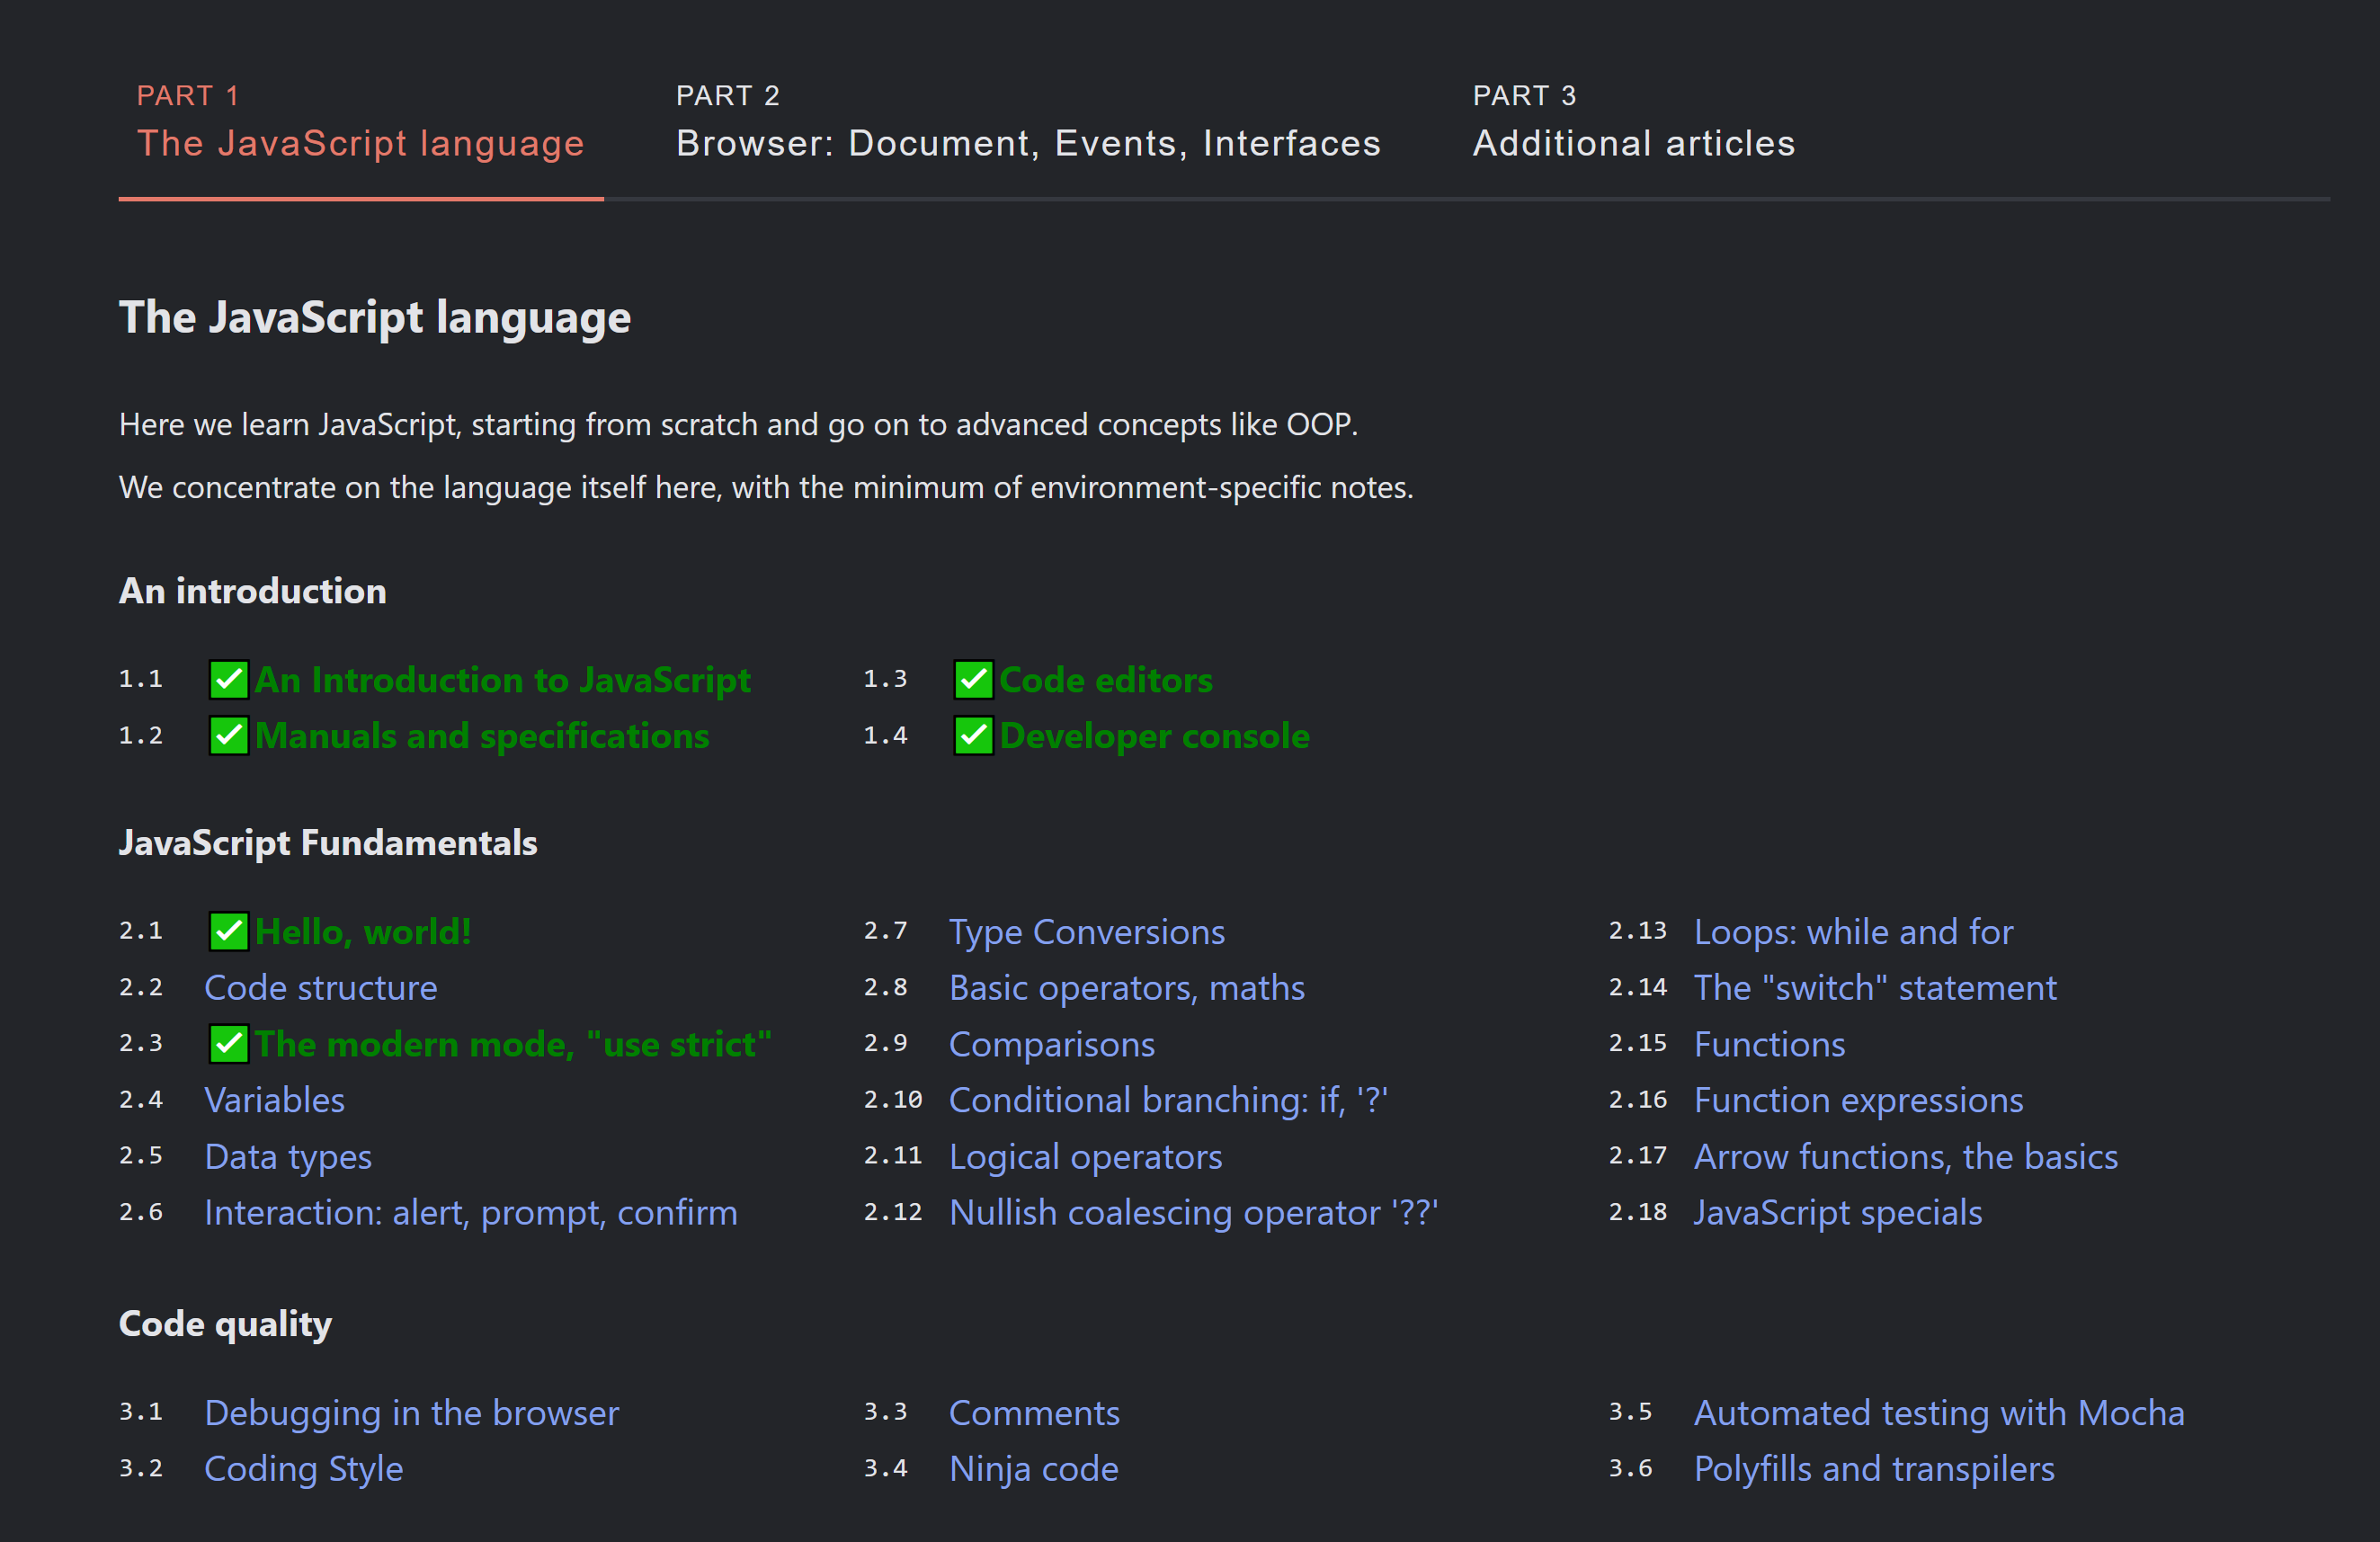 PART 1
The JavaScript language
PART 2
Browser: Document, Events, Interfaces
PART 3
Additional articles
The JavaScript language
Here we learn JavaScript, starting from scratch and go on to advanced concepts like OOP.
We concentrate on the language itself here, with the minimum of environment-specific notes.
An introduction
1.1 ✅An Introduction to JavaScript
1.2 ✅Manuals and specifications
1.3 ✅Code editors
1.4 ✅Developer console
JavaScript Fundamentals
2.1 ✅Hello, world!
2.2 Code structure
2.3 ✅The modern mode, "use strict"
2.4 Variables
2.5 Data types
2.6 Interaction: alert, prompt, confirm
2.7 Type Conversions
2.8 Basic operators, maths
2.9 Comparisons
2.10 Conditional branching: if, '?'
2.11 Logical operators
2.12 Nullish coalescing operator '??'
2.13 Loops: while and for
2.14 The "switch" statement
2.15 Functions
2.16 Function expressions
2.17 Arrow functions, the basics
2.18 JavaScript specials
Code quality
3.1 Debugging in the browser
3.2 Coding Style
3.3 Comments
3.4 Ninja code
3.5 Automated testing with Mocha
3.6 Polyfills and transpilers